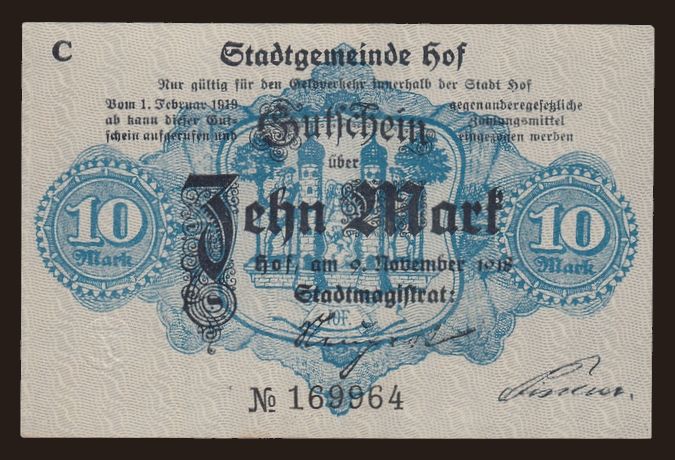 C
Stadtgemeinde Hof
Nur gültig für den Geldverkehr innerhalb der Stadt Hof
Vom 1. Februar 1919 gegen andere gesetzliche
ab kann dieser Gut- Zahlungsmittel
schein aufgerufen und eingezogen werden
Gutschein
über
Zehn Mark
10 Mark
10 Mark
Hof, am 9. November 1918
Stadtmagistrat:
HOF.
№ 169964